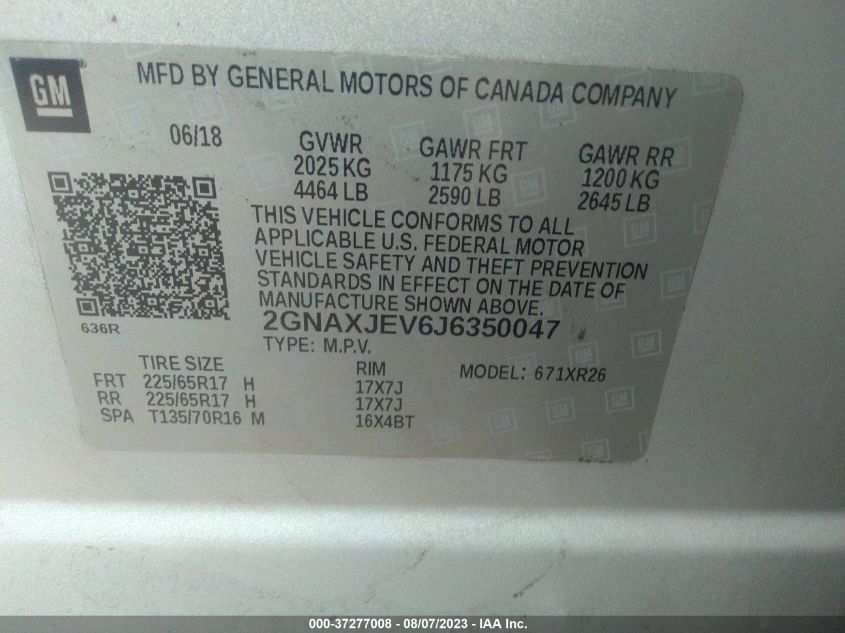 GM
MFD BY GENERAL MOTORS OF CANADA COMPANY
06/18
GVWR
2025 KG
4464 LB
GAWR FRT
1175 KG
2590 LB
GAWR RR
1200 KG
2645 LB
THIS VEHICLE CONFORMS TO ALL
APPLICABLE U.S. FEDERAL MOTOR
VEHICLE SAFETY AND THEFT PREVENTION
STANDARDS IN EFFECT ON THE DATE OF
MANUFACTURE SHOWN ABOVE.
636R
2GNAXJEV6J6350047
TYPE: M.P.V.
TIRE SIZE RIM MODEL: 671XR26
FRT 225/65R17 H 17X7J
RR 225/65R17 H 17X7J
SPA T135/70R16 M 16X4BT
000-37277008 - 08/07/2023 - IAA Inc.